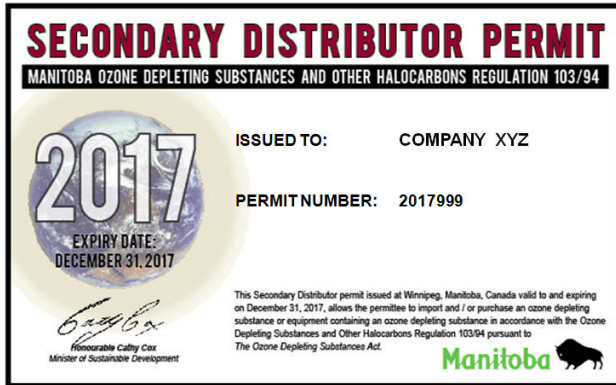 SECONDARY DISTRIBUTOR PERMIT
MANITOBA OZONE DEPLETING SUBSTANCES AND OTHER HALOCARBONS REGULATION 103/94
2017
EXPIRY DATE:
DECEMBER 31, 2017
Cathy Cox
Honourable Cathy Cox
Minister of Sustainable Development
ISSUED TO: COMPANY XYZ
PERMIT NUMBER: 2017999
This Secondary Distributor permit issued at Winnipeg, Manitoba, Canada valid to and expiring
on December 31, 2017, allows the permittee to import and / or purchase an ozone depleting
substance or equipment containing an ozone depleting substance in accordance with the Ozone
Depleting Substances and Other Halocarbons Regulation 103/94 pursuant to
The Ozone Depleting Substances Act.
Manitoba